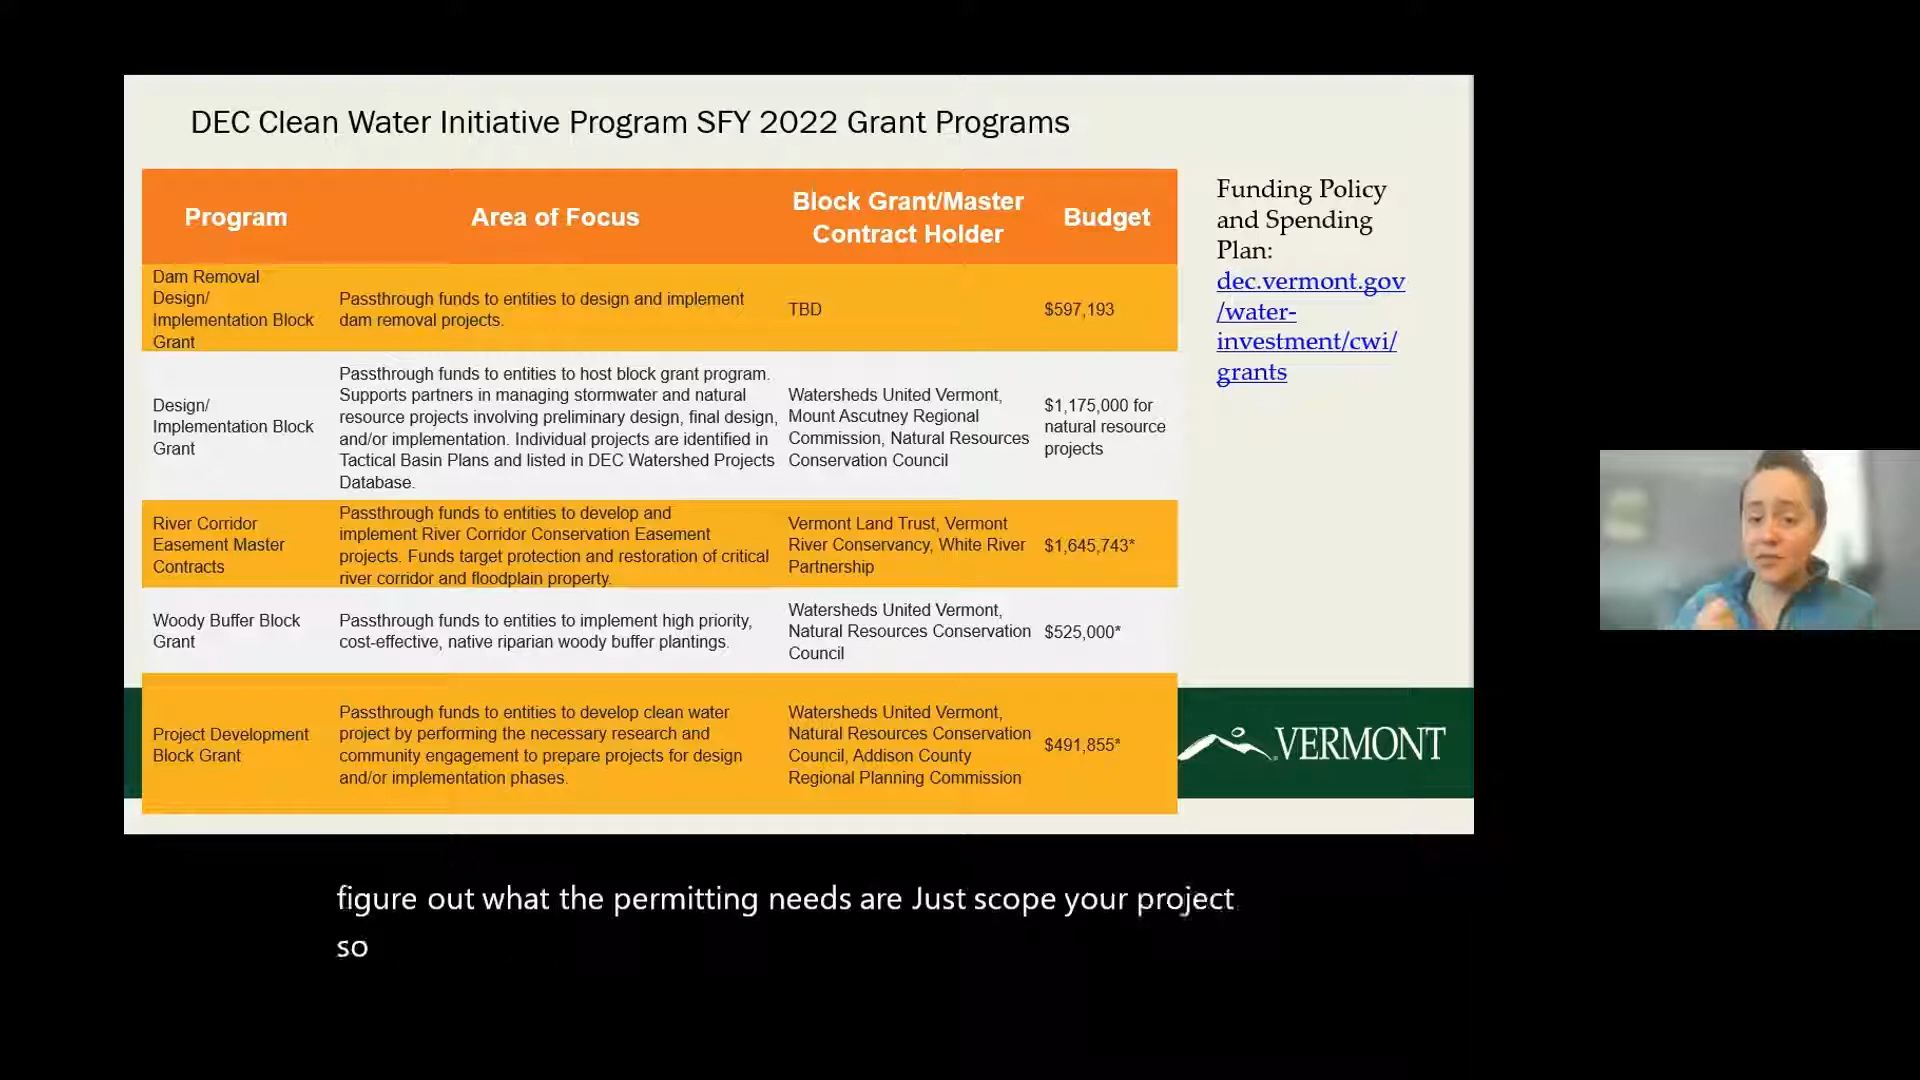 DEC Clean Water Initiative Program SFY 2022 Grant Programs
Program
Area of Focus
Block Grant/Master
Contract Holder
Budget
Dam Removal
Design/
Implementation Block
Grant
Passthrough funds to entities to design and implement
dam removal projects.
TBD
$597,193
Design/
Implementation Block
Grant
Passthrough funds to entities to host block grant program.
Supports partners in managing stormwater and natural
resource projects involving preliminary design, final design,
and/or implementation. Individual projects are identified in
Tactical Basin Plans and listed in DEC Watershed Projects
Database.
Watersheds United Vermont,
Mount Ascutney Regional
Commission, Natural Resources
Conservation Council
$1,175,000 for
natural resource
projects
River Corridor
Easement Master
Contracts
Passthrough funds to entities to develop and
implement River Corridor Conservation Easement
projects. Funds target protection and restoration of critical
river corridor and floodplain property.
Vermont Land Trust, Vermont
River Conservancy, White River
Partnership
$1,645,743*
Woody Buffer Block
Grant
Passthrough funds to entities to implement high priority,
cost-effective, native riparian woody buffer plantings.
Watersheds United Vermont,
Natural Resources Conservation
Council
$525,000*
Project Development
Block Grant
Passthrough funds to entities to develop clean water
project by performing the necessary research and
community engagement to prepare projects for design
and/or implementation phases.
Watersheds United Vermont,
Natural Resources Conservation
Council, Addison County
Regional Planning Commission
$491,855*
Funding Policy
and Spending
Plan:
dec.vermont.gov
/water-
investment/cwi/
grants
VERMONT
figure out what the permitting needs are Just scope your project
so